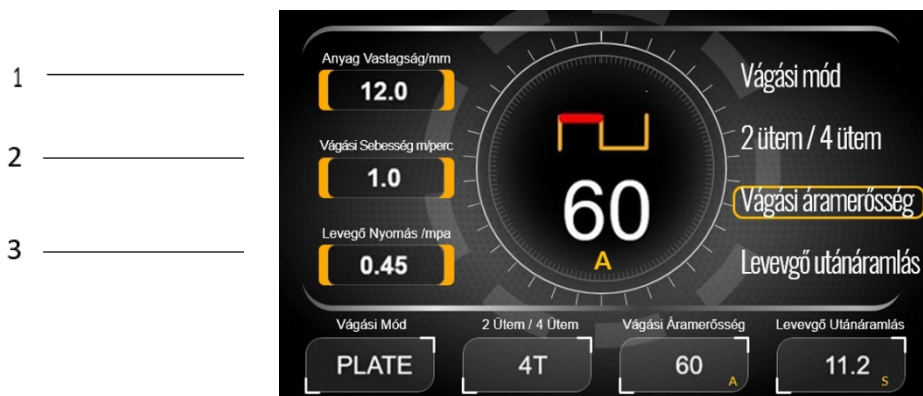 1
Anyag Vastagság/mm
12.0
2
Vágási Sebesség m/perc
1.0
3
Levegő Nyomás /mpa
0.45
60
A
Vágási mód
2 ütem / 4 ütem
Vágási áramerősség
Levevgő utánáramlás
Vágási Mód
PLATE
2 Ütem / 4 Ütem
4T
Vágási Áramerősség
60 A
Levevgő Utánáramlás
11.2 S